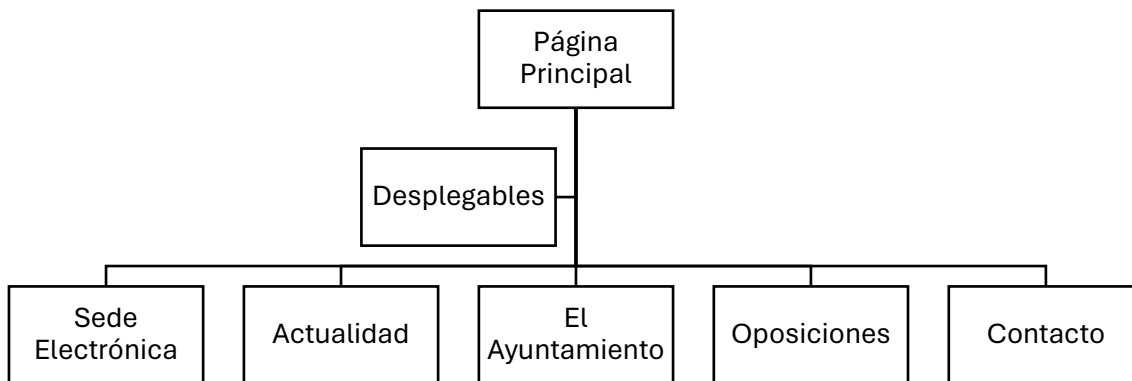 Página
Principal
Desplegables
Sede
Electrónica
Actualidad
El
Ayuntamiento
Oposiciones
Contacto